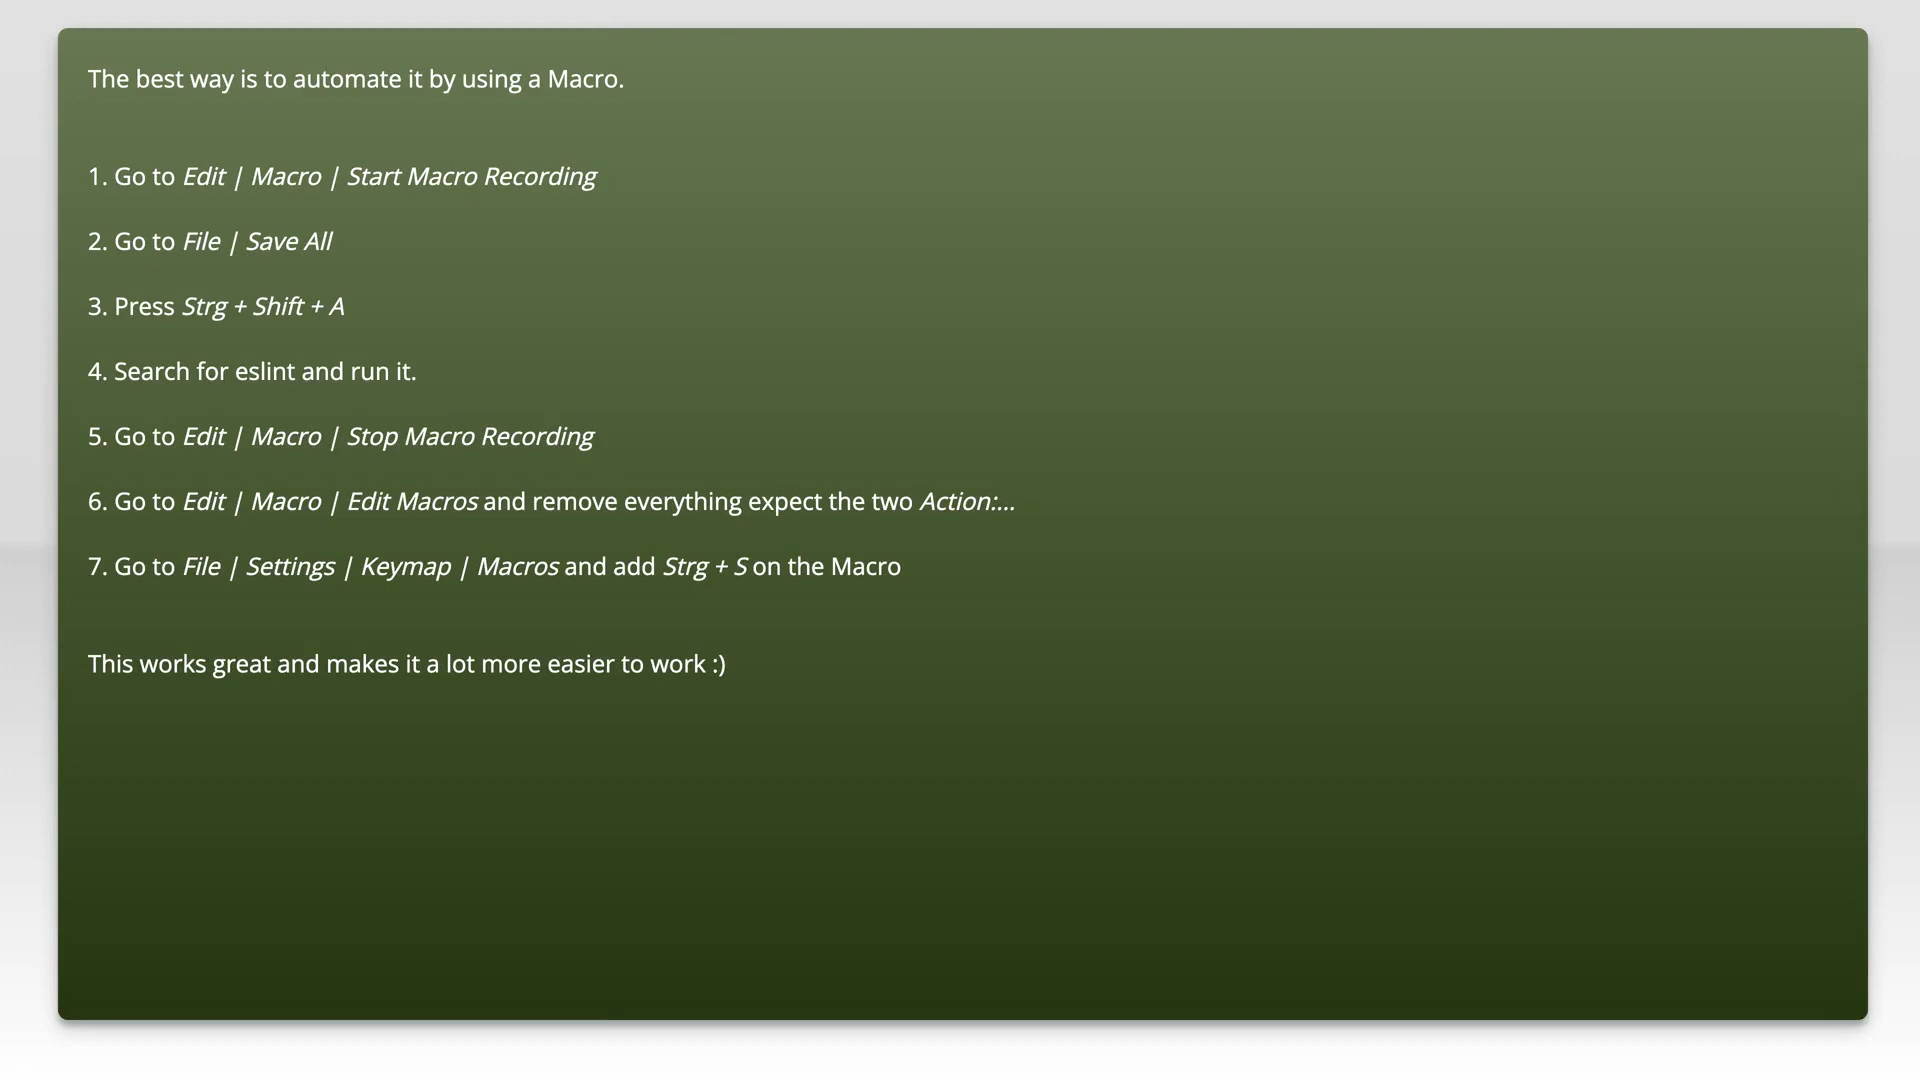 The best way is to automate it by using a Macro.
1. Go to Edit | Macro | Start Macro Recording
2. Go to File | Save All
3. Press Strg + Shift + A
4. Search for eslint and run it.
5. Go to Edit | Macro | Stop Macro Recording
6. Go to Edit | Macro | Edit Macros and remove everything expect the two Action:...
7. Go to File | Settings | Keymap | Macros and add Strg + S on the Macro
This works great and makes it a lot more easier to work :)